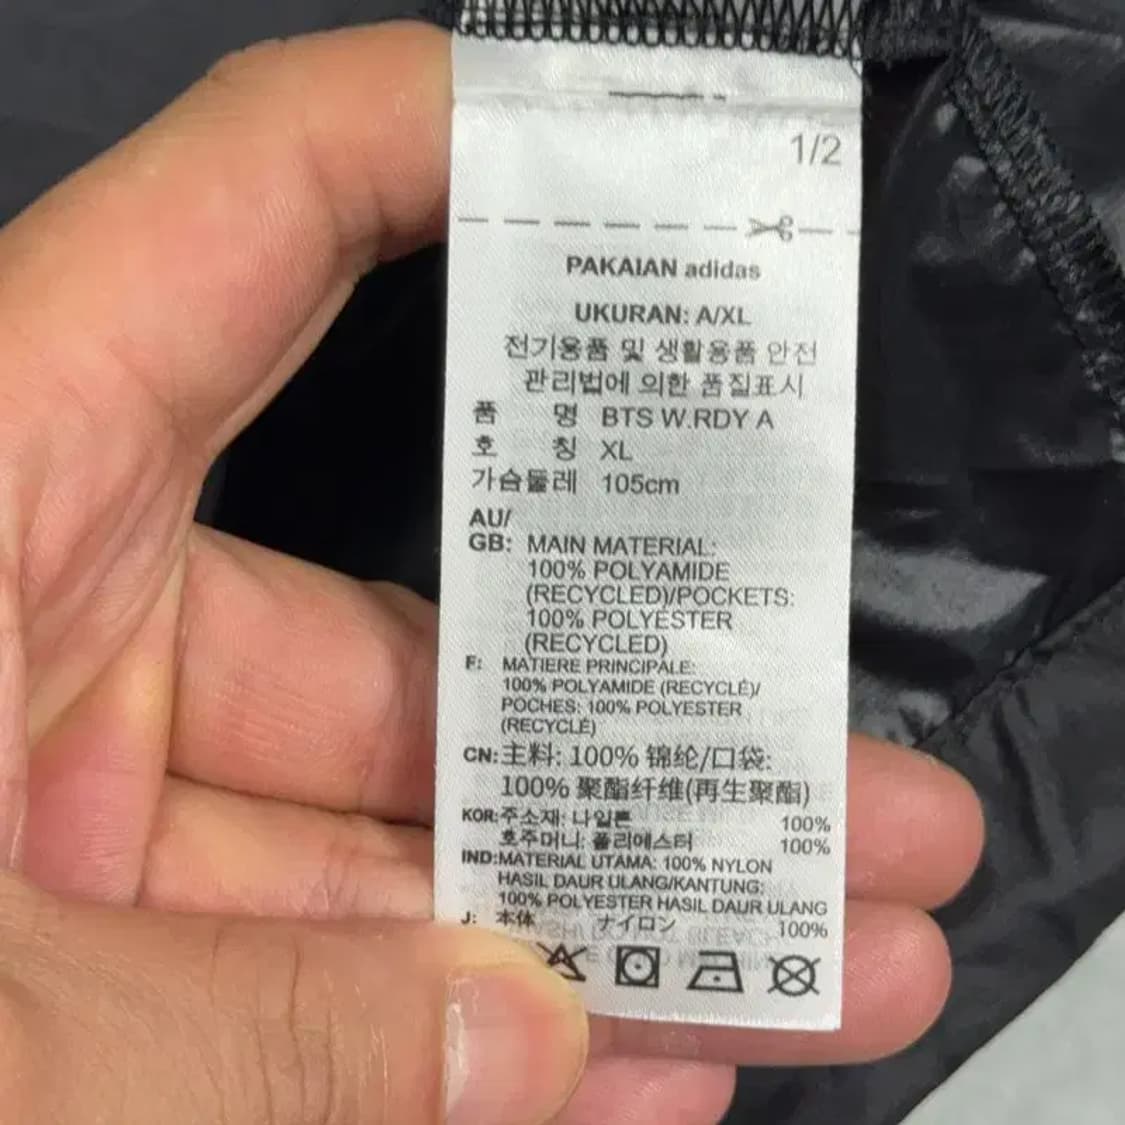 1/2
PAKAIAN adidas
UKURAN: A/XL
전기용품 및 생활용품 안전
관리법에 의한 품질표시
품 명 BTS W.RDY A
호 칭 XL
가슴둘레 105cm
AU/
GB: MAIN MATERIAL:
100% POLYAMIDE
(RECYCLED)/POCKETS:
100% POLYESTER
(RECYCLED)
F: MATIERE PRINCIPALE:
100% POLYAMIDE (RECYCLÉ)/
POCHES: 100% POLYESTER
(RECYCLÉ)
CN: 主料: 100% 锦纶/口袋:
100% 聚酯纤维(再生聚酯)
KOR: 주소재: 나일론 100%
호주머니: 폴리에스터 100%
IND: MATERIAL UTAMA: 100% NYLON
HASIL DAUR ULANG/KANTUNG:
100% POLYESTER HASIL DAUR ULANG
J: 本体 ナイロン 100%